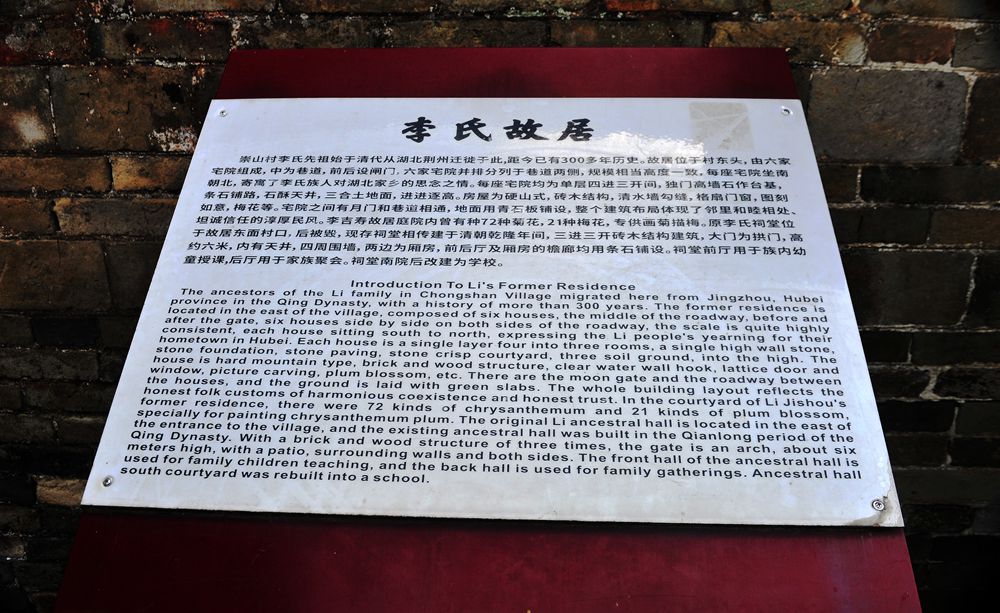 李氏故居
崇山村李氏先祖始于清代从湖北荆州迁徙于此,距今已有300多年历史。故居位于村东头,由六家
宅院组成,中为巷道,前后设闸门,六家宅院并排分列于巷道两侧,规模相当高度一致,每座宅院坐南
朝北,寄寓了李氏族人对湖北家乡的思念之情。每座宅院均为单层四进三开间,独门高墙石作台基,
条石铺路,石酥天井,三合土地面,进进逐高。房屋为硬山式,砖木结构,清水墙勾缝,格扇门窗,图刻
如意,梅花等。宅院之间有月门和巷道相通,地面用青石板铺设,整个建筑布局体现了邻里和睦相处、
坦诚信任的淳厚民风。李吉寿故居庭院内曾有种72种菊花,21种梅花,专供画菊描梅。原李氏祠堂位
于故居东面村口,后被毁,现存祠堂相传建于清朝乾隆年间,三进三开砖木结构建筑,大门为拱门,高
约六米,内有天井,四周围墙,两边为厢房,前后厅及厢房的檐廊均用条石铺设。祠堂前厅用于族内幼
童授课,后厅用于家族聚会。祠堂南院后改建为学校。
Introduction To Li's Former Residence
The ancestors of the Li family in Chongshan Village migrated here from Jingzhou, Hubei
province in the Qing Dynasty, with a history of more than 300 years. The former residence is
located in the east of the village, composed of six houses, the middle of the roadway, before and
after the gate, six houses side by side on both sides of the roadway, the scale is quite highly
consistent, each house sitting south to north, expressing the Li people's yearning for their
hometown in Hubei. Each house is a single layer four into three rooms, a single high wall stone,
stone foundation, stone paving, stone crisp courtyard, three soil ground, into the high. The
house is hard mountain type, brick and wood structure, clear water wall hook, lattice door and
window, picture carving, plum blossom, etc. There are the moon gate and the roadway between
the houses, and the ground is laid with green slabs. The whole building layout reflects the
honest folk customs of harmonious coexistence and honest trust. In the courtyard of Li Jishou's
former residence, there were 72 kinds of chrysanthemum and 21 kinds of plum blossom,
specially for painting chrysanthemum plum. The original Li ancestral hall is located in the east of
the entrance to the village, and the existing ancestral hall was built in the Qianlong period of the
Qing Dynasty. With a brick and wood structure of three times, the gate is an arch, about six
meters high, with a patio, surrounding walls and both sides. The front hall of the ancestral hall is
used for family children teaching, and the back hall is used for family gatherings. Ancestral hall
south courtyard was rebuilt into a school.